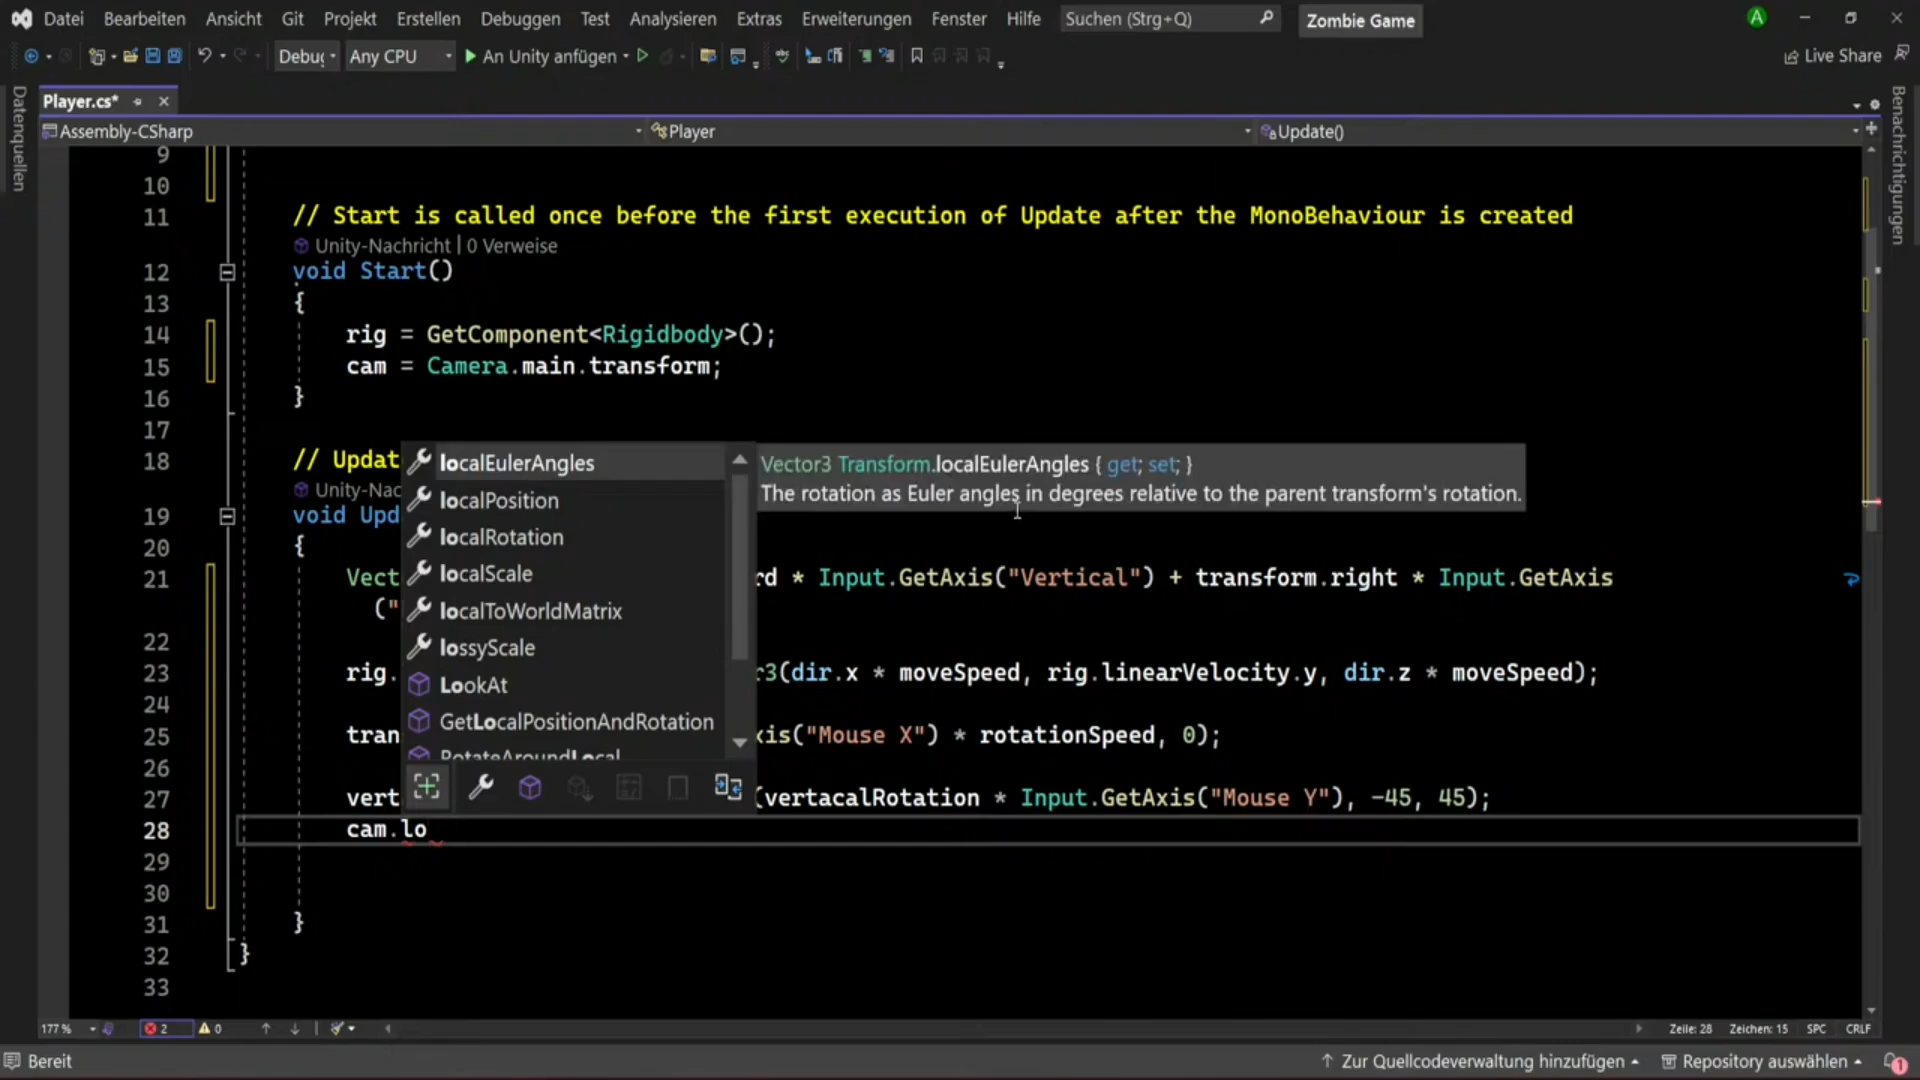 Datei Bearbeiten Ansicht Git Projekt Erstellen Debuggen Test Analysieren Extras Erweiterungen Fenster Hilfe Suchen (Strg+Q) Zombie Game A
Debug Any CPU An Unity anfügen Live Share
Datenquellen
Benachrichtigungen
Player.cs*
Assembly-CSharp Player Update()
9
10
11 // Start is called once before the first execution of Update after the MonoBehaviour is created
Unity-Nachricht | 0 Verweise
12 void Start()
13 {
14 rig = GetComponent<Rigidbody>();
15 cam = Camera.main.transform;
16 }
17
18 // Updat
Unity-Nac
19 void Upd
20 {
21 Vect rd * Input.GetAxis("Vertical") + transform.right * Input.GetAxis
("
22
23 rig. r3(dir.x * moveSpeed, rig.linearVelocity.y, dir.z * moveSpeed);
24
25 tran xis("Mouse X") * rotationSpeed, 0);
26
27 vert (vertacalRotation * Input.GetAxis("Mouse Y"), -45, 45);
28 cam.lo
29
30
31 }
32 }
33
localEulerAngles
localPosition
localRotation
localScale
localToWorldMatrix
lossyScale
LookAt
GetLocalPositionAndRotation
RotateAroundLocal
Vector3 Transform.localEulerAngles { get; set; }
The rotation as Euler angles in degrees relative to the parent transform's rotation.
177 % 2 0 Zeile: 28 Zeichen: 15 SPC CRLF
Bereit Zur Quellcodeverwaltung hinzufügen Repository auswählen 1